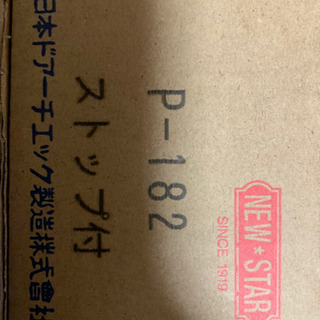 NEW★STAR
SINCE 1919
P-182
ストップ付
日本ドアーチエック製造株式會社